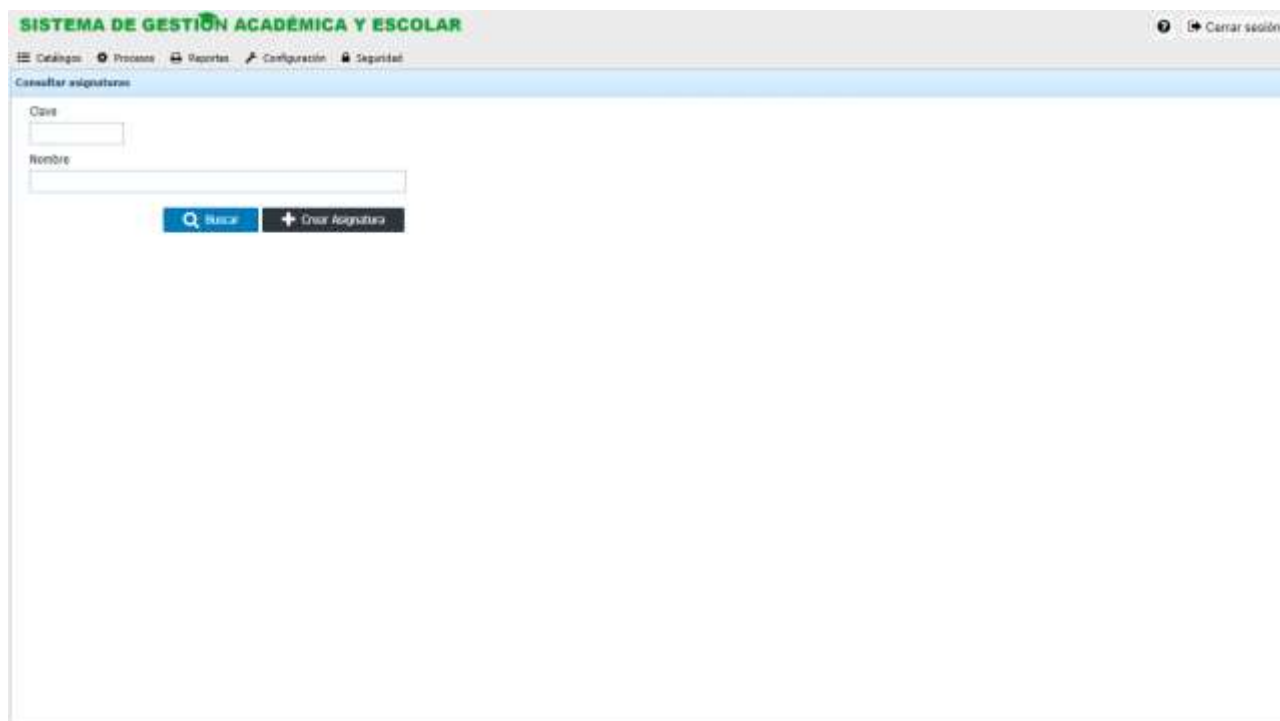 SISTEMA DE GESTIÓN ACADÉMICA Y ESCOLAR
Cerrar sesión
Catálogos Procesos Reportes Configuración Seguridad
Consultar asignaturas
Clave
Nombre
Buscar Crear Asignatura